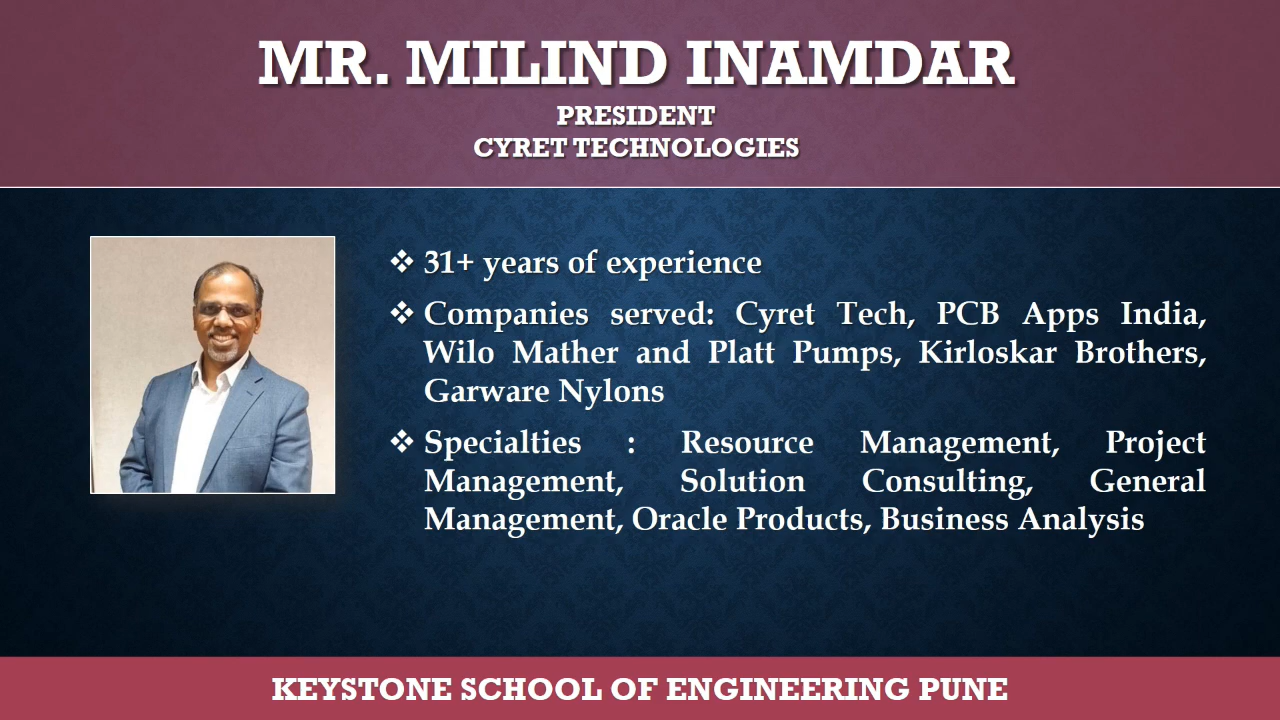 MR. MILIND INAMDAR
PRESIDENT
CYRET TECHNOLOGIES
❖ 31+ years of experience
❖ Companies served: Cyret Tech, PCB Apps India,
Wilo Mather and Platt Pumps, Kirloskar Brothers,
Garware Nylons
❖ Specialties : Resource Management, Project
Management, Solution Consulting, General
Management, Oracle Products, Business Analysis
KEYSTONE SCHOOL OF ENGINEERING PUNE